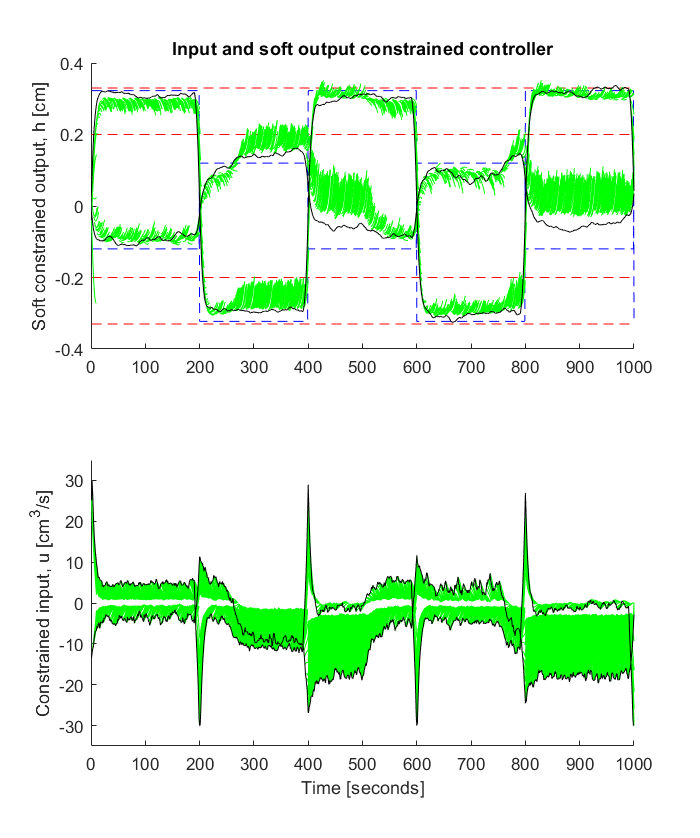 Input and soft output constrained controller
Soft constrained output, h [cm]
0.4
0.2
0
-0.2
-0.4
0 100 200 300 400 500 600 700 800 900 1000
Constrained input, u [cm³/s]
30
20
10
0
-10
-20
-30
0 100 200 300 400 500 600 700 800 900 1000
Time [seconds]